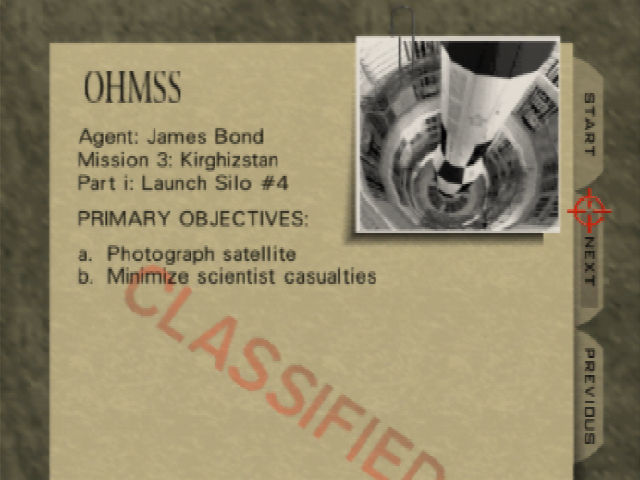 OHMSS
Agent: James Bond
Mission 3: Kirghizstan
Part i: Launch Silo #4
PRIMARY OBJECTIVES:
a. Photograph satellite
b. Minimize scientist casualties
CLASSIFIED
START
NEXT
PREVIOUS